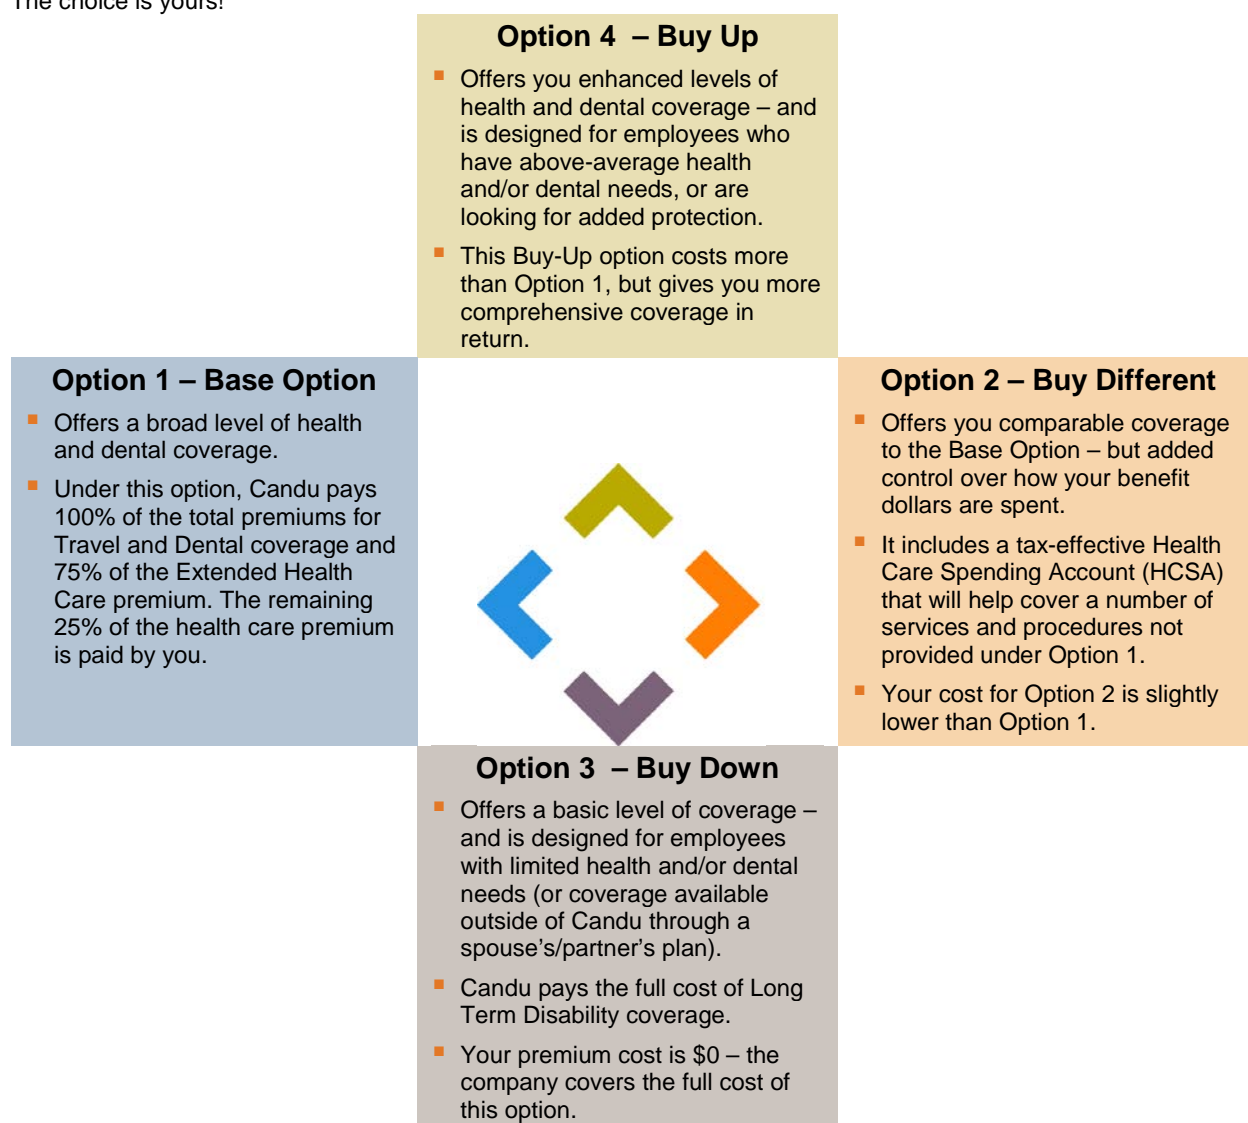 The choice is yours!
Option 4  – Buy Up
▪ Offers you enhanced levels of
health and dental coverage – and
is designed for employees who
have above-average health
and/or dental needs, or are
looking for added protection.
▪ This Buy-Up option costs more
than Option 1, but gives you more
comprehensive coverage in
return.
Option 1 – Base Option
▪ Offers a broad level of health
and dental coverage.
▪ Under this option, Candu pays
100% of the total premiums for
Travel and Dental coverage and
75% of the Extended Health
Care premium. The remaining
25% of the health care premium
is paid by you.
Option 2 – Buy Different
▪ Offers you comparable coverage
to the Base Option – but added
control over how your benefit
dollars are spent.
▪ It includes a tax-effective Health
Care Spending Account (HCSA)
that will help cover a number of
services and procedures not
provided under Option 1.
▪ Your cost for Option 2 is slightly
lower than Option 1.
Option 3  – Buy Down
▪ Offers a basic level of coverage –
and is designed for employees
with limited health and/or dental
needs (or coverage available
outside of Candu through a
spouse’s/partner’s plan).
▪ Candu pays the full cost of Long
Term Disability coverage.
▪ Your premium cost is $0 – the
company covers the full cost of
this option.